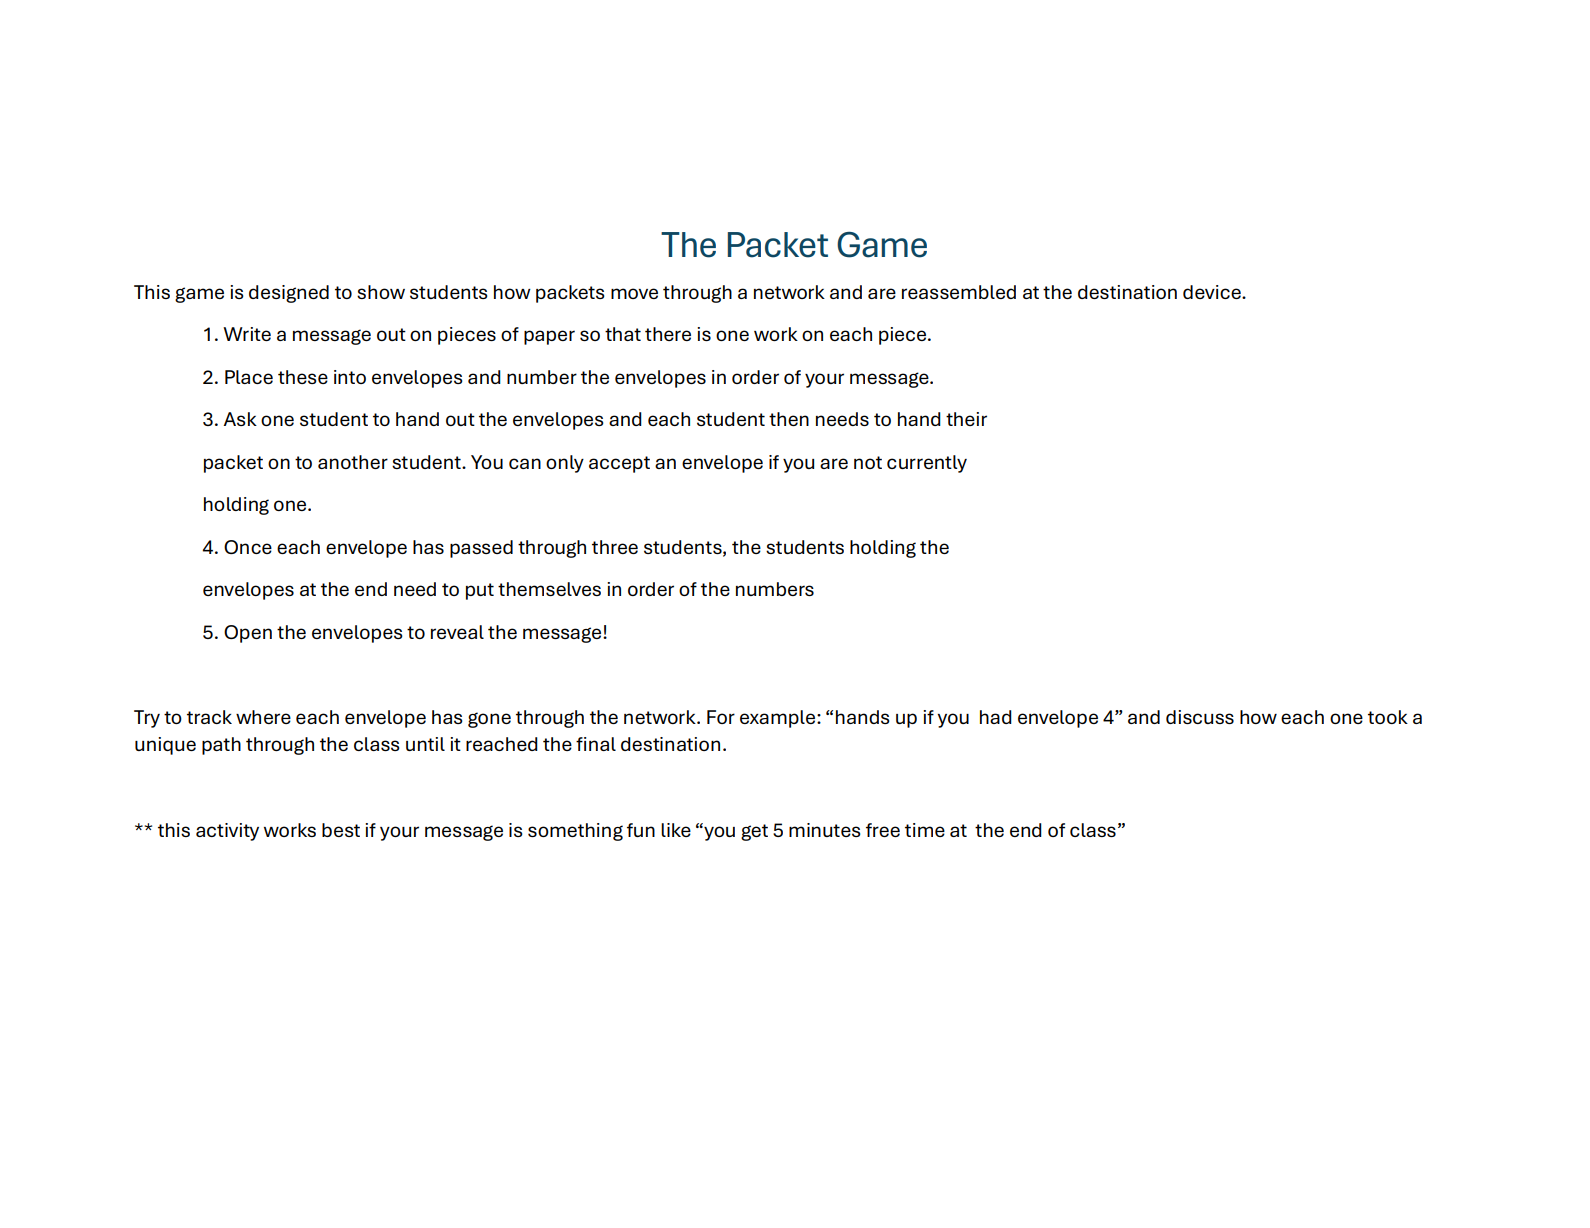 The Packet Game
This game is designed to show students how packets move through a network and are reassembled at the destination device.
1. Write a message out on pieces of paper so that there is one work on each piece.
2. Place these into envelopes and number the envelopes in order of your message.
3. Ask one student to hand out the envelopes and each student then needs to hand their
packet on to another student. You can only accept an envelope if you are not currently
holding one.
4. Once each envelope has passed through three students, the students holding the
envelopes at the end need to put themselves in order of the numbers
5. Open the envelopes to reveal the message!
Try to track where each envelope has gone through the network. For example: “hands up if you  had envelope 4” and discuss how each one took a
unique path through the class until it reached the final destination.
** this activity works best if your message is something fun like “you get 5 minutes free time at  the end of class”